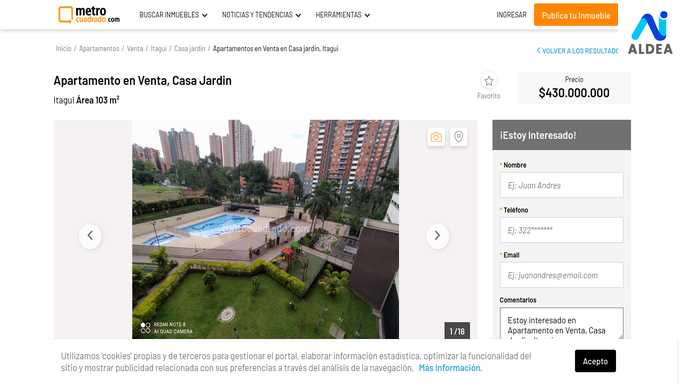 metro
cuadrado.com
BUSCAR INMUEBLES
NOTICIAS Y TENDENCIAS
HERRAMIENTAS
INGRESAR
Publica tu Inmueble
ALDEA
Inicio / Apartamentos / Venta / Itagui / Casa jardin / Apartamentos en Venta en Casa jardin, Itagui
VOLVER A LOS RESULTAD
Apartamento en Venta, Casa Jardin
Itagui Área 103 m²
Favorito
Precio
$430.000.000
¡Estoy Interesado!
* Nombre
Ej: Juan Andres
* Teléfono
Ej: 322*******
* Email
Ej: juanandres@email.com
Comentarios
Estoy interesado en
Apartamento en Venta, Casa
metrocuadrado.com
REDMI NOTE 8
AI QUAD CAMERA
1 / 18
Utilizamos 'cookies' propias y de terceros para gestionar el portal, elaborar información estadística, optimizar la funcionalidad del
sitio y mostrar publicidad relacionada con sus preferencias a través del análisis de la navegación. Más información.
Acepto